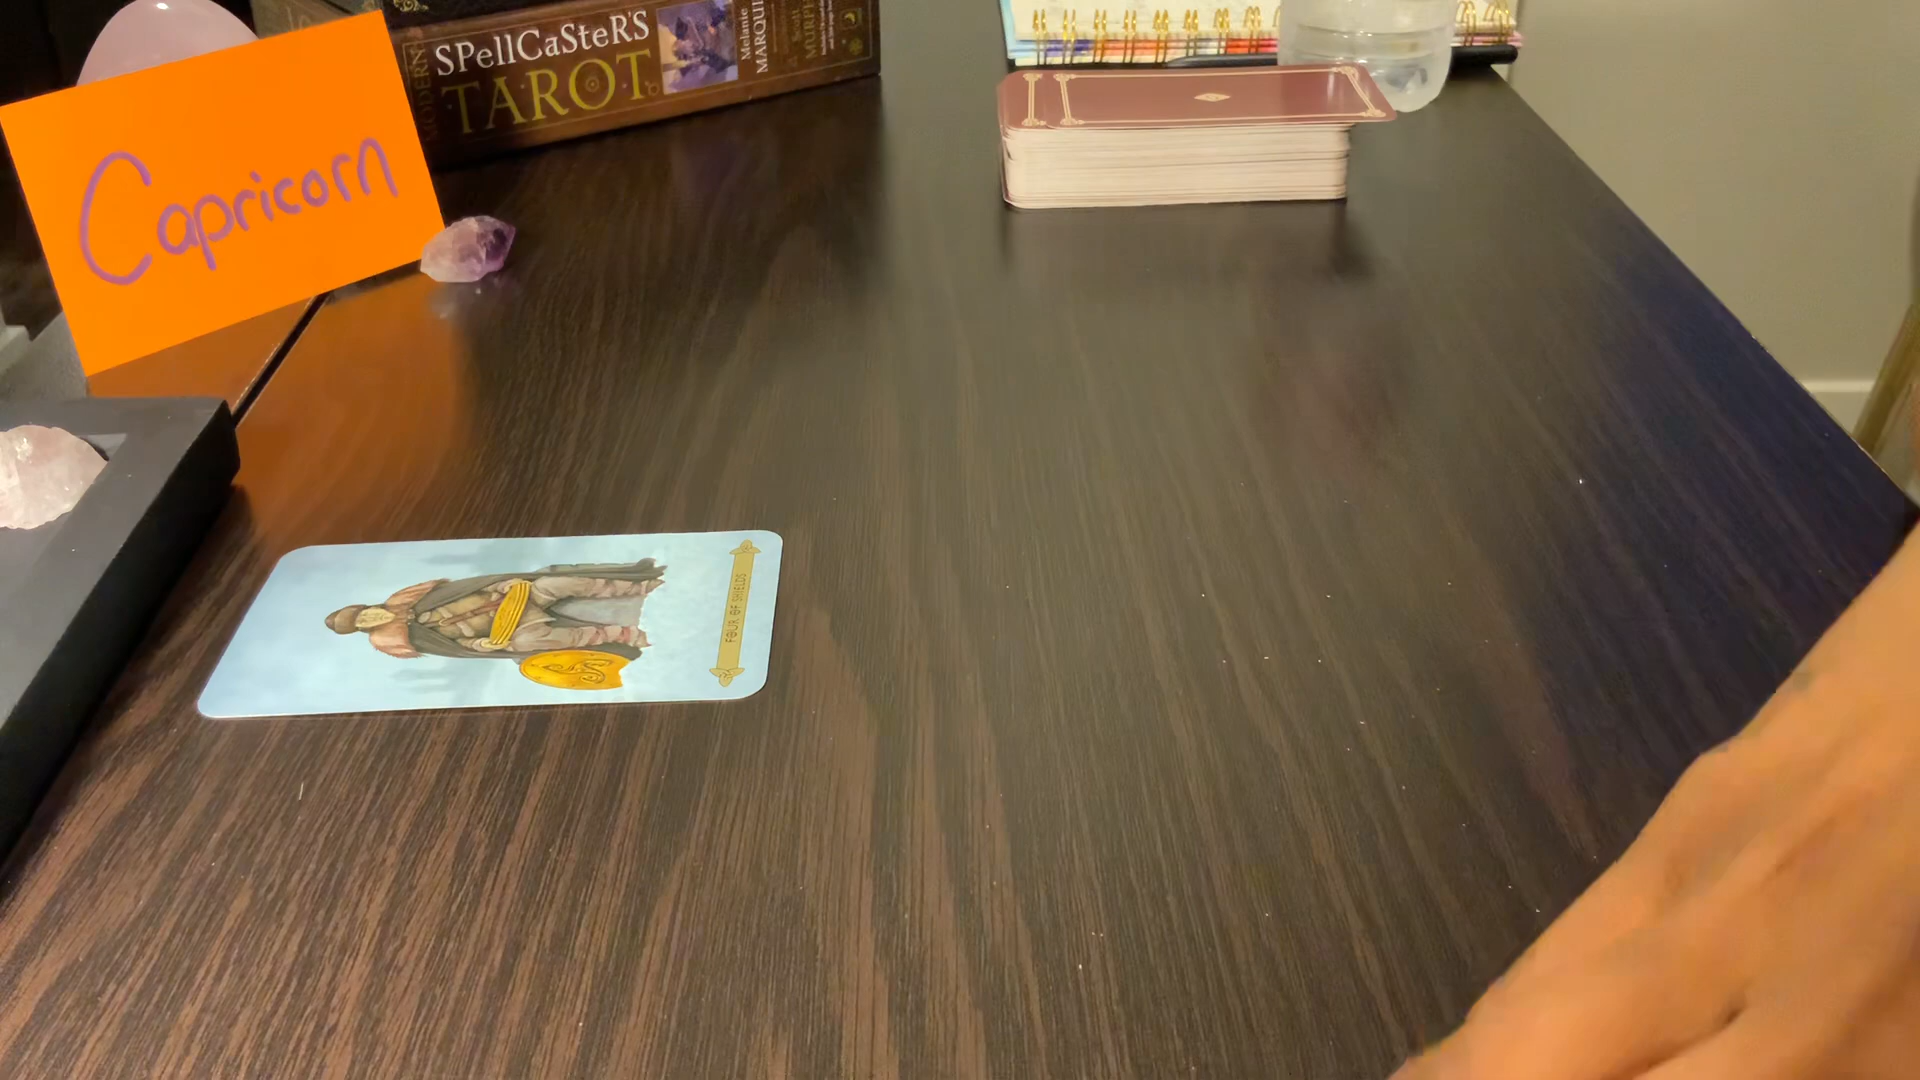 Capricorn
MODERN
SPellCaSteR'S
TAROT
Melanie
MARQUIS
FOUR OF SHIELDS